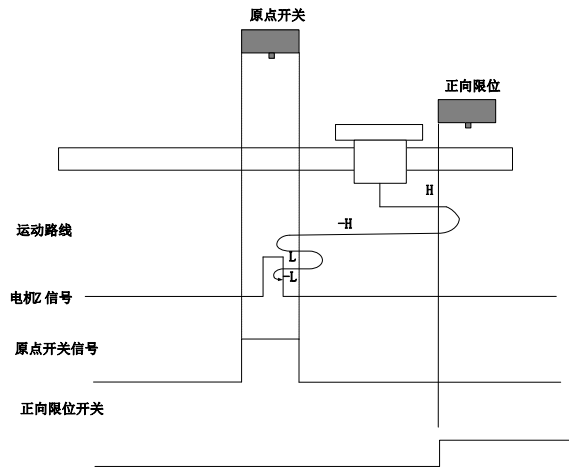 原点开关
正向限位
H
运动路线
-H
L
-L
电机Z 信号
原点开关信号
正向限位开关